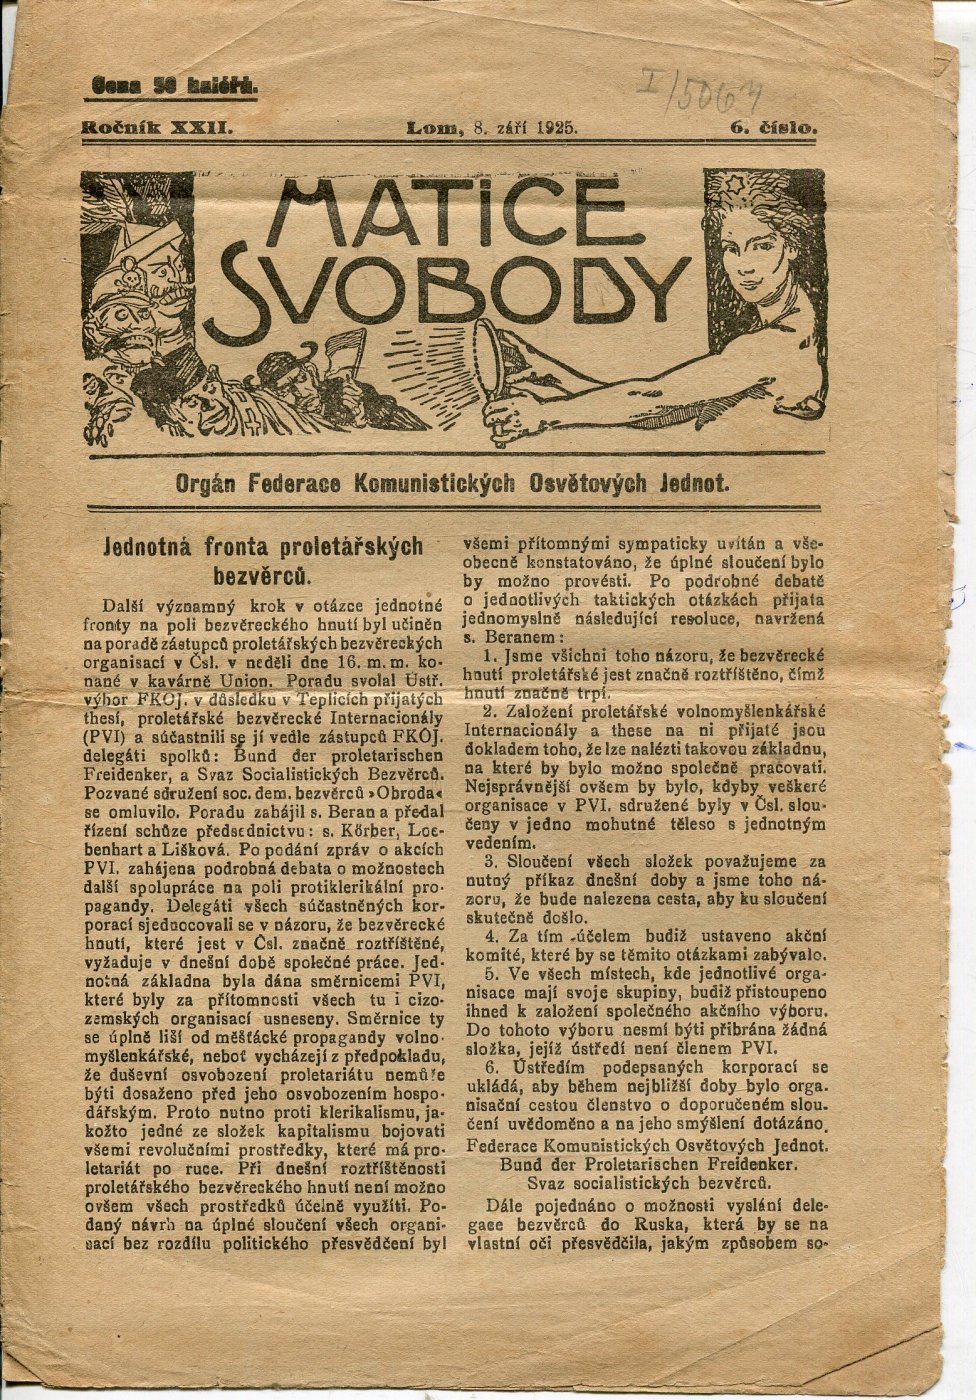 Cena 50 haléřů.
I/5064
Ročník XXII.
Lom, 8. září 1925.
6. číslo.
MATICE
SVOBODY
Orgán Federace Komunistických Osvětových Jednot.
Jednotná fronta proletářských
bezvěrců.
Další významný krok v otázce jednotné
fronty na poli bezvěreckého hnutí byl učiněn
na poradě zástupců proletářských bezvěreckých
organisací v Čsl. v neděli dne 16. m. m. ko-
nané v kavárně Union. Poradu svolal Ústř.
výbor FKOJ. v důsledku v Teplicích přijatých
thesí, proletářské bezvěrecké Internacionály
(PVI) a súčastnili se jí vedle zástupců FKOJ.
delegáti spolků: Bund der proletarischen
Freidenker, a Svaz Socialistických Bezvěrců.
Pozvané sdružení soc. dem. bezvěrců »Obroda«
se omluvilo. Poradu zahájil s. Beran a předal
řízení schůze předsednictvu: s. Körber, Loe-
benhart a Lišková. Po podání zpráv o akcích
PVI. zahájena podrobná debata o možnostech
další spolupráce na poli protiklerikální pro-
pagandy. Delegáti všech súčastněných kor-
porací sjednocovali se v názoru, že bezvěrecké
hnutí, které jest v Čsl. značně roztříštěné,
vyžaduje v dnešní době společné práce. Jed-
notná základna byla dána směrnicemi PVI,
které byly za přítomnosti všech tu i cizo-
zemských organisací usneseny. Směrnice ty
se úplně liší od měšťácké propagandy volno-
myšlenkářské, neboť vycházejí z předpokladu,
že duševní osvobození proletariátu nemůže
býti dosaženo před jeho osvobozením hospo-
dářským. Proto nutno proti klerikalismu, ja-
kožto jedné ze složek kapitalismu bojovati
všemi revolučními prostředky, které má pro-
letariát po ruce. Při dnešní roztříštěnosti
proletářského bezvěreckého hnutí není možno
ovšem všech prostředků účelně využíti. Po-
daný návrh na úplné sloučení všech organi-
sací bez rozdílu politického přesvědčení byl
všemi přítomnými sympaticky uvítán a vše-
obecně konstatováno, že úplné sloučení bylo
by možno provésti. Po podrobné debatě
o jednotlivých taktických otázkách přijata
jednomyslně následující resoluce, navržená
s. Beranem:
1. Jsme všichni toho názoru, že bezvěrecké
hnutí proletářské jest značně roztříštěno, čímž
hnutí značně trpí.
2. Založení proletářské volnomyšlenkářské
Internacionály a these na ní přijaté jsou
dokladem toho, že lze nalézti takovou základnu,
na které by bylo možno společně pracovati.
Nejsprávnější ovšem by bylo, kdyby veškeré
organisace v PVI. sdružené byly v Čsl. slou-
čeny v jedno mohutné těleso s jednotným
vedením.
3. Sloučení všech složek považujeme za
nutný příkaz dnešní doby a jsme toho ná-
zoru, že bude nalezena cesta, aby ku sloučení
skutečně došlo.
4. Za tím účelem budiž ustaveno akční
komité, které by se těmito otázkami zabývalo.
5. Ve všech místech, kde jednotlivé orga-
nisace mají svoje skupiny, budiž přistoupeno
ihned k založení společného akčního výboru.
Do tohoto výboru nesmí býti přibrána žádná
složka, jejíž ústředí není členem PVI.
6. Ústředím podepsaných korporací se
ukládá, aby během nejbližší doby bylo orga-
nisační cestou členstvo o doporučeném slou-
čení uvědoměno a na jeho smýšlení dotázáno.
Federace Komunistických Osvětových Jednot.
Bund der Proletarischen Freidenker.
Svaz socialistických bezvěrců.
Dále pojednáno o možnosti vyslání dele-
gace bezvěrců do Ruska, která by se na
vlastní oči přesvědčila, jakým způsobem so-